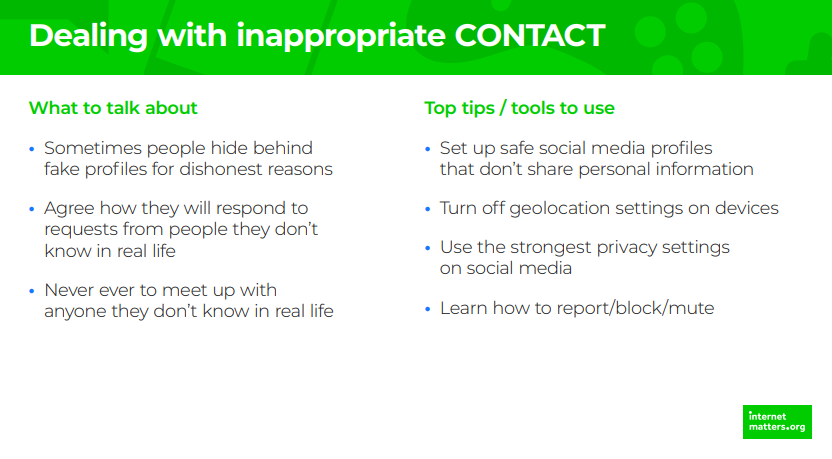 Dealing with inappropriate CONTACT
What to talk about
• Sometimes people hide behind
fake profiles for dishonest reasons
• Agree how they will respond to
requests from people they don't
know in real life
• Never ever to meet up with
anyone they don't know in real life
Top tips / tools to use
• Set up safe social media profiles
that don't share personal information
• Turn off geolocation settings on devices
• Use the strongest privacy settings
on social media
• Learn how to report/block/mute
internet
matters.org